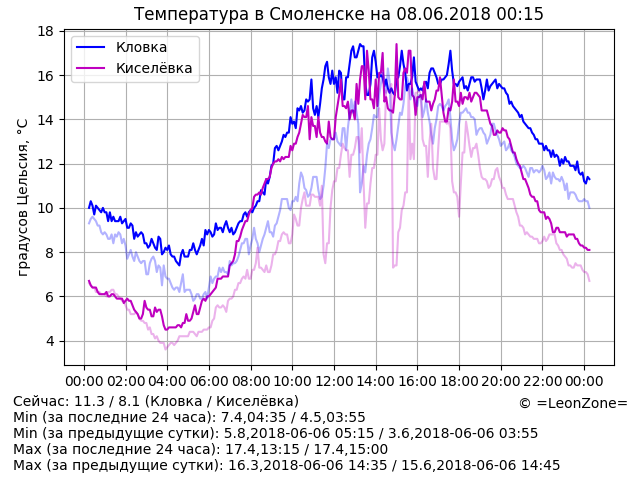 Температура в Смоленске на 08.06.2018 00:15
18
16
14
12
10
8
6
4
градусов Цельсия, °C
Кловка
Киселёвка
00:00 02:00 04:00 06:00 08:00 10:00 12:00 14:00 16:00 18:00 20:00 22:00 00:00
© =LeonZone=
Сейчас: 11.3 / 8.1 (Кловка / Киселёвка)
Min (за последние 24 часа): 7.4,04:35 / 4.5,03:55
Min (за предыдущие сутки): 5.8,2018-06-06 05:15 / 3.6,2018-06-06 03:55
Max (за последние 24 часа): 17.4,13:15 / 17.4,15:00
Max (за предыдущие сутки): 16.3,2018-06-06 14:35 / 15.6,2018-06-06 14:45